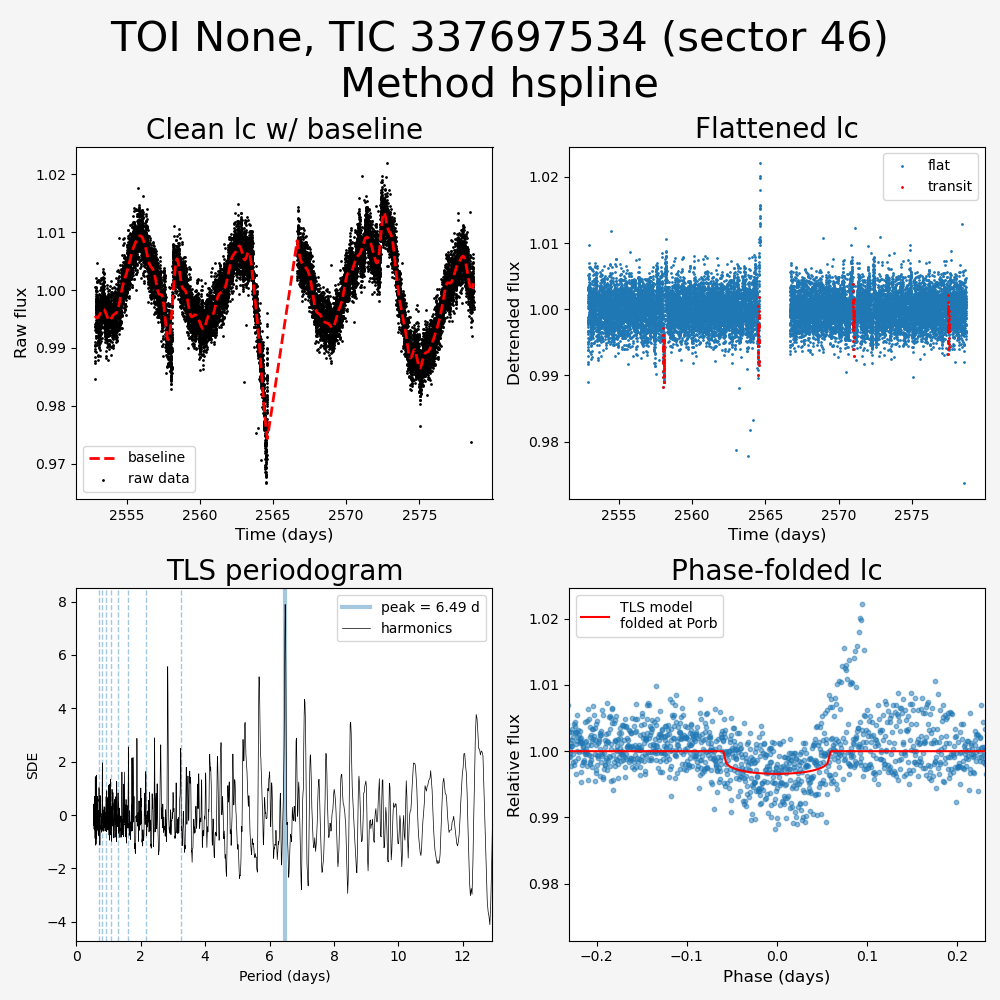 TOI None, TIC 337697534 (sector 46)
Method hspline
Clean lc w/ baseline
Raw flux
1.02
1.01
1.00
0.99
0.98
0.97
baseline
raw data
2555
2560
2565
2570
2575
Time (days)
Flattened lc
Detrended flux
1.02
1.01
1.00
0.99
0.98
flat
transit
2555
2560
2565
2570
2575
Time (days)
TLS periodogram
SDE
8
6
4
2
0
−2
−4
peak = 6.49 d
harmonics
0
2
4
6
8
10
12
Period (days)
Phase-folded lc
Relative flux
1.02
1.01
1.00
0.99
0.98
TLS model
folded at Porb
−0.2
−0.1
0.0
0.1
0.2
Phase (days)